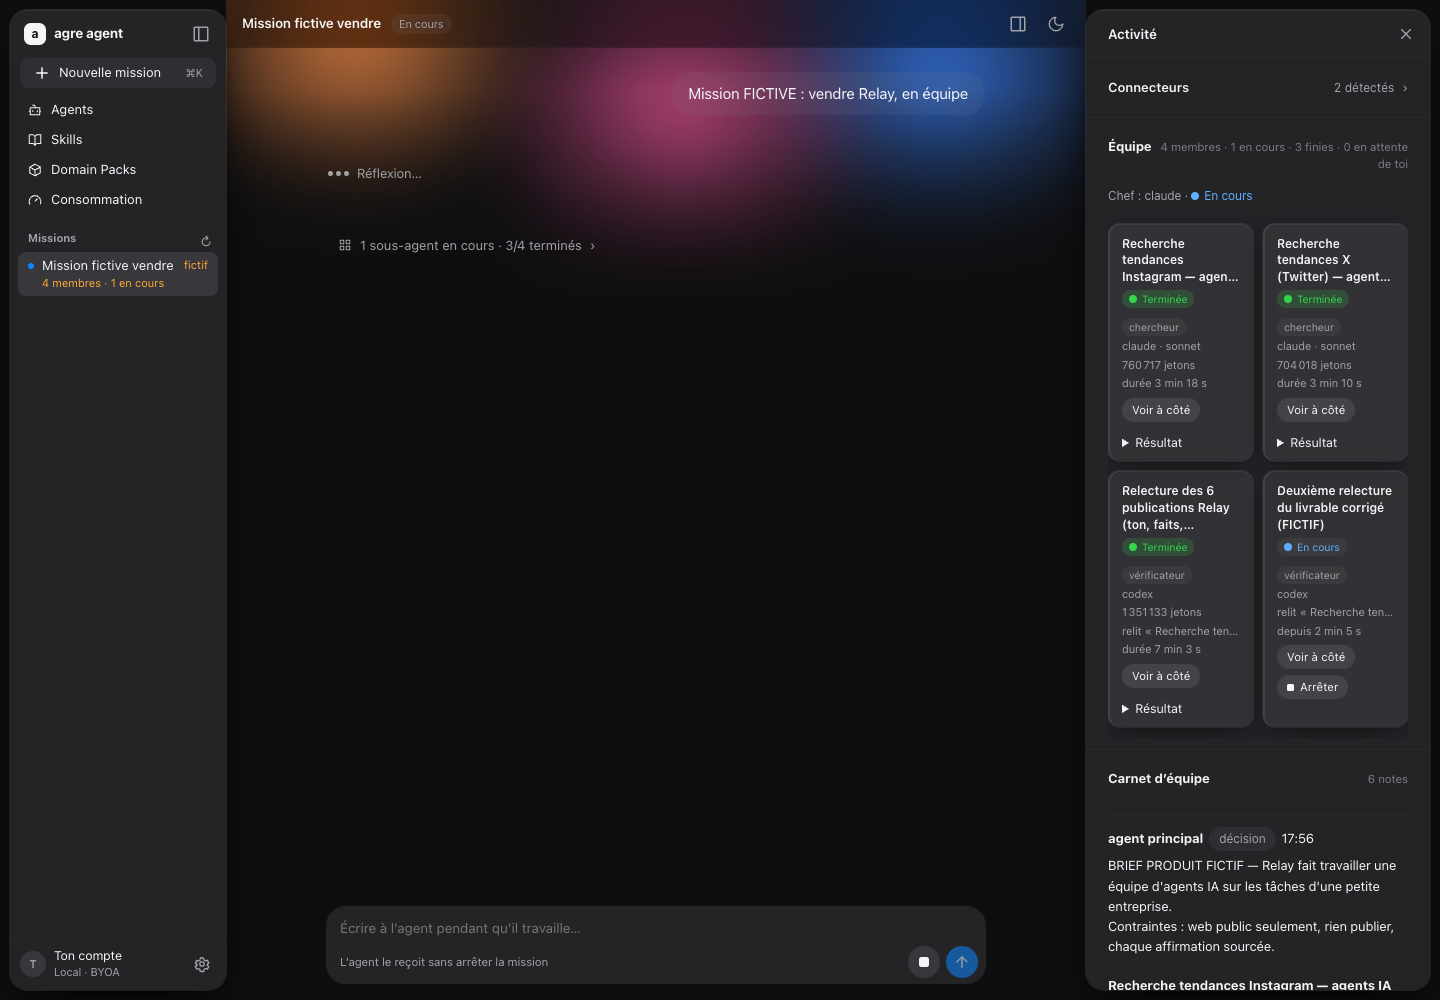 a agre agent
Nouvelle mission ⌘K
Agents
Skills
Domain Packs
Consommation
Missions
Mission fictive vendre fictif
4 membres · 1 en cours
T
Ton compte
Local · BYOA
Mission fictive vendre En cours
Mission FICTIVE : vendre Relay, en équipe
Réflexion…
1 sous-agent en cours · 3/4 terminés ›
Écrire à l’agent pendant qu’il travaille…
L’agent le reçoit sans arrêter la mission
Activité
Connecteurs 2 détectés ›
Équipe 4 membres · 1 en cours · 3 finies · 0 en attente
de toi
Chef : claude · En cours
Recherche
tendances
Instagram — agen…
Terminée
chercheur
claude · sonnet
760 717 jetons
durée 3 min 18 s
Voir à côté
Résultat
Recherche
tendances X
(Twitter) — agent…
Terminée
chercheur
claude · sonnet
704 018 jetons
durée 3 min 10 s
Voir à côté
Résultat
Relecture des 6
publications Relay
(ton, faits,…
Terminée
vérificateur
codex
1 351 133 jetons
relit « Recherche ten…
durée 7 min 3 s
Voir à côté
Résultat
Deuxième relecture
du livrable corrigé
(FICTIF)
En cours
vérificateur
codex
relit « Recherche ten…
depuis 2 min 5 s
Voir à côté
Arrêter
Carnet d’équipe 6 notes
agent principal décision 17:56
BRIEF PRODUIT FICTIF — Relay fait travailler une
équipe d'agents IA sur les tâches d'une petite
entreprise.
Contraintes : web public seulement, rien publier,
chaque affirmation sourcée.
Recherche tendances Instagram — agents IA